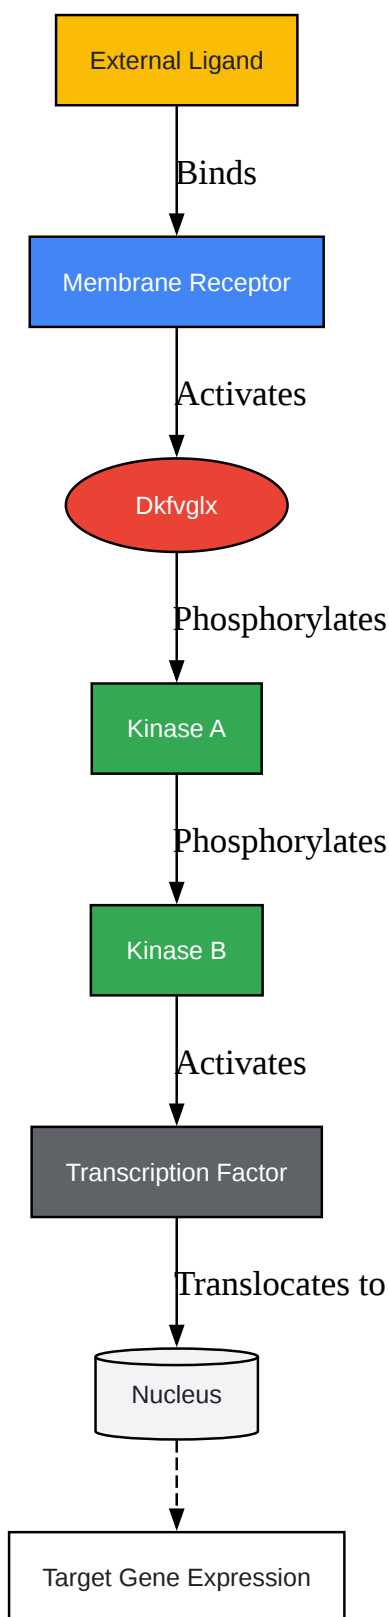 External Ligand
Binds
Membrane Receptor
Activates
Dkfvglx
Phosphorylates
Kinase A
Phosphorylates
Kinase B
Activates
Transcription Factor
Translocates to
Nucleus
Target Gene Expression